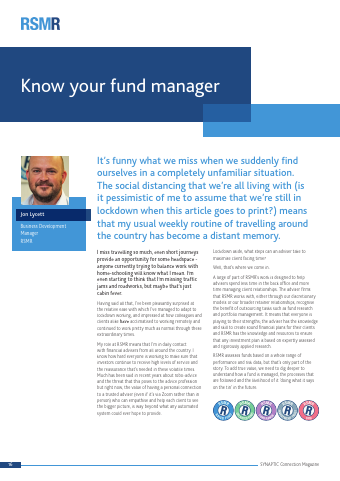 RSMR
Know your fund manager
Jon Lycett
Business Development
Manager
RSMR
It's funny what we miss when we suddenly find
ourselves in a completely unfamiliar situation.
The social distancing that we're all living with (is
it pessimistic of me to assume that we're still in
lockdown when this article goes to print?) means
that my usual weekly routine of travelling around
the country has become a distant memory.
I miss travelling so much, even short journeys
provide an opportunity for some headspace –
anyone currently trying to balance work with
home-schooling will know what I mean. I'm
even starting to think that I'm missing traffic
jams and roadworks, but maybe that's just
cabin fever.
Having said all that, I'm been pleasantly surprised at
the relative ease with which I've managed to adapt to
lockdown working, and impressed at how colleagues and
clients alike have acclimatised to working remotely and
continued to work pretty much as normal through these
extraordinary times.
My role at RSMR means that I'm in daily contact
with financial advisers from all around the country. I
know how hard everyone is working to make sure that
investors continue to receive high levels of service and
the reassurance that's needed in these volatile times.
Much has been said in recent years about robo-advice
and the threat that this poses to the advice profession
but right now, the value of having a personal connection
to a trusted adviser (even if it's via Zoom rather than in
person) who can empathise and help each client to see
the bigger picture, is way beyond what any automated
system could ever hope to provide.
Lockdown aside, what steps can an adviser take to
maximise client facing time?
Well, that's where we come in.
A range of part of RSMR's work is designed to help
advisers spend less time in the back office and more
time managing client relationships. The adviser firms
that RSMR works with, either through our discretionary
models or our broader ratings relationships, recognise
the benefit of outsourcing tasks such as fund research
and portfolio management. It means that everyone is
playing to their strengths; the adviser has the knowledge
and skill to create sound financial plans for their clients
and RSMR has the knowledge and resources to ensure
that any investment plan is based on expertly assessed
and rigorously applied research.
RSMR assesses funds based on a whole range of
performance and risk data, but that's only part of the
story. To add true value, we need to dig deeper to
understand how a fund is managed, the processes that
are followed and the likelihood of it 'doing what it says
on the tin' in the future.
16
SYNAPTIC Connection Magazine